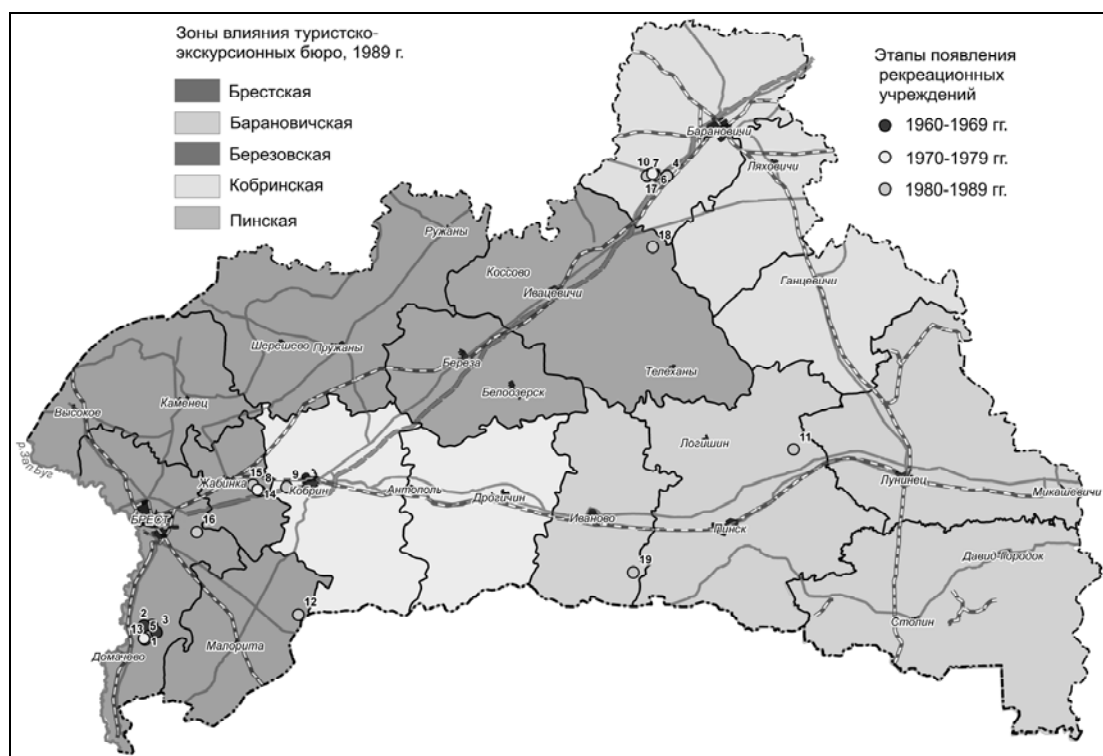 Зоны влияния туристско-
экскурсионных бюро, 1989 г.
Брестская
Барановичская
Березовская
Кобринская
Пинская
Этапы появления
рекреационных
учреждений
1960-1969 гг.
1970-1979 гг.
1980-1989 гг.
Барановичи
10 7 4
6
17
Ляховичи
Ружаны
18
Коссово
Ивацевичи
Ганцевичи
Шерешево
Пружаны
Береза
Телеханы
Белоозерск
Каменец
Высокое
р. Зап. Буг
Логишин
11
15
8
9
Жабинка
14
Кобрин
Антополь
Дрогичин
Лунинец
Микашевичи
БРЕСТ
16
Иваново
Пинск
19
Давид-Городок
12
Столин
2
13 5 3
1
Малорита
Домачево